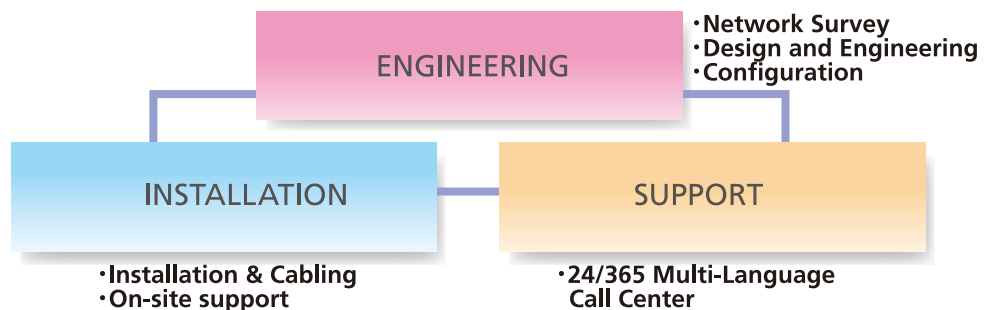 ENGINEERING
・Network Survey
・Design and Engineering
・Configuration
INSTALLATION
・Installation & Cabling
・On-site support
SUPPORT
・24/365 Multi-Language
Call Center